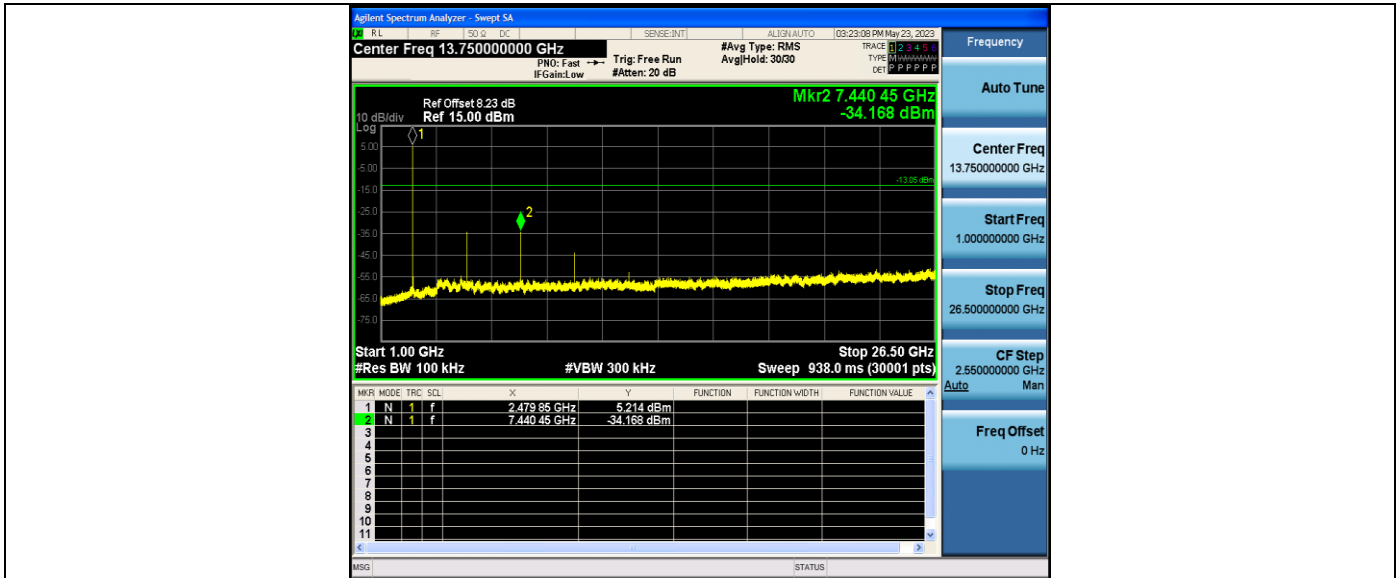 Agilent Spectrum Analyzer - Swept SA
RL RF 50 Ω DC SENSE:INT ALIGNAUTO 03:23:08 PM May 23, 2023
Center Freq 13.750000000 GHz
PNO: Fast
IFGain:Low
Trig: Free Run
#Atten: 20 dB
#Avg Type: RMS
Avg|Hold: 30/30
TRACE 1 2 3 4 5 6
TYPE M
DET P P P P P P
Frequency
Mkr2 7.440 45 GHz
-34.168 dBm
Ref Offset 8.23 dB
10 dB/div Ref 15.00 dBm
Log
1
5.00
-5.00
-13.05 dBm
-15.0
-25.0
2
-35.0
-45.0
-55.0
-65.0
-75.0
Start 1.00 GHz Stop 26.50 GHz
#Res BW 100 kHz #VBW 300 kHz Sweep 938.0 ms (30001 pts)
MKR MODE TRC SCL X Y FUNCTION FUNCTION WIDTH FUNCTION VALUE
1 N 1 f 2.479 85 GHz 5.214 dBm
2 N 1 f 7.440 45 GHz -34.168 dBm
3
4
5
6
7
8
9
10
11
MSG STATUS
Auto Tune
Center Freq
13.750000000 GHz
Start Freq
1.000000000 GHz
Stop Freq
26.500000000 GHz
CF Step
2.550000000 GHz
Auto Man
Freq Offset
0 Hz